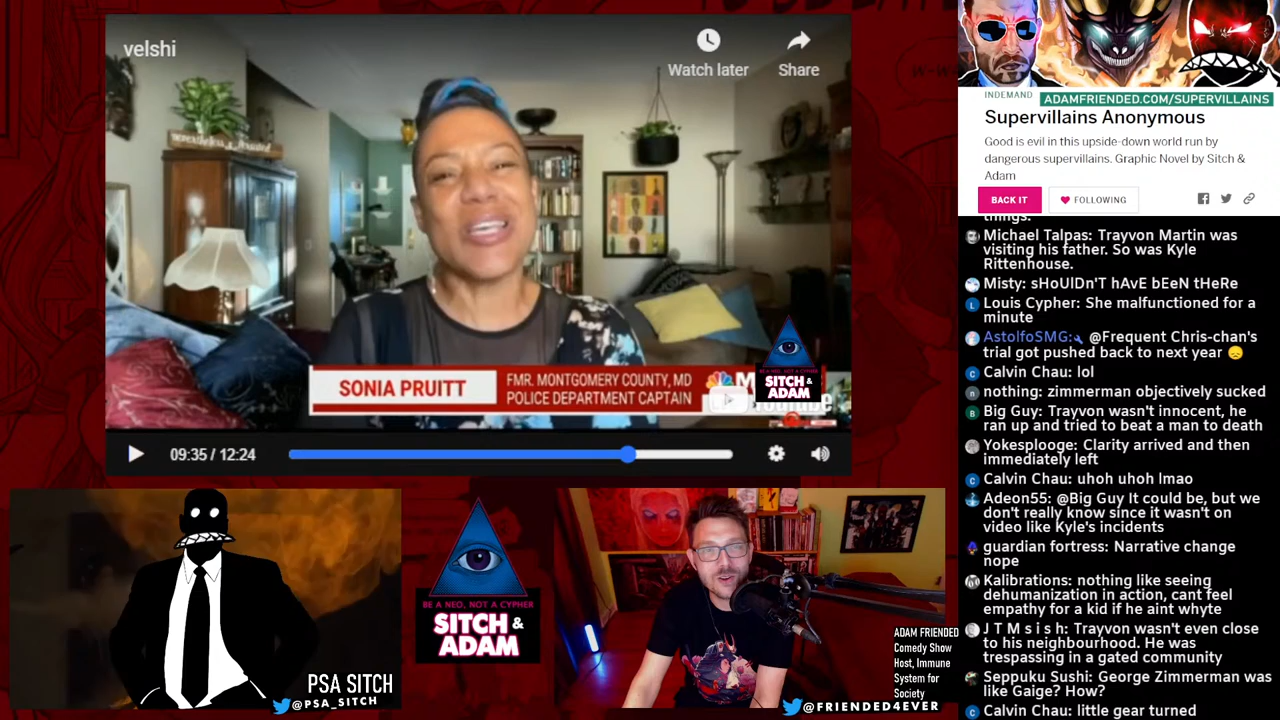 velshi
Watch later
Share
SONIA PRUITT
FMR. MONTGOMERY COUNTY, MD
POLICE DEPARTMENT CAPTAIN
BE A NEO, NOT A CYPHER
SITCH &
ADAM
09:35 / 12:24
PSA SITCH
@PSA_SITCH
BE A NEO, NOT A CYPHER
SITCH &
ADAM
ADAM FRIENDED
Comedy Show
Host, Immune
System for
Society
@FRIENDED4EVER
INDEMAND
ADAMFRIENDED.COM/SUPERVILLAINS
Supervillains Anonymous
Good is evil in this upside-down world run by
dangerous supervillains. Graphic Novel by Sitch &
Adam
BACK IT
FOLLOWING
things.
Michael Talpas: Trayvon Martin was
visiting his father. So was Kyle
Rittenhouse.
Misty: sHoUlDn'T hAvE bEeN tHeRe
Louis Cypher: She malfunctioned for a
minute
AstolfoSMG: @Frequent Chris-chan's
trial got pushed back to next year
Calvin Chau: lol
nothing: zimmerman objectively sucked
Big Guy: Trayvon wasn't innocent, he
ran up and tried to beat a man to death
Yokesplooge: Clarity arrived and then
immediately left
Calvin Chau: uhoh uhoh lmao
Adeon55: @Big Guy It could be, but we
don't really know since it wasn't on
video like Kyle's incidents
guardian fortress: Narrative change
nope
Kalibrations: nothing like seeing
dehumanization in action, cant feel
empathy for a kid if he aint whyte
J T M s i s h: Trayvon wasn't even close
to his neighbourhood. He was
trespassing in a gated community
Seppuku Sushi: George Zimmerman was
like Gaige? How?
Calvin Chau: little gear turned